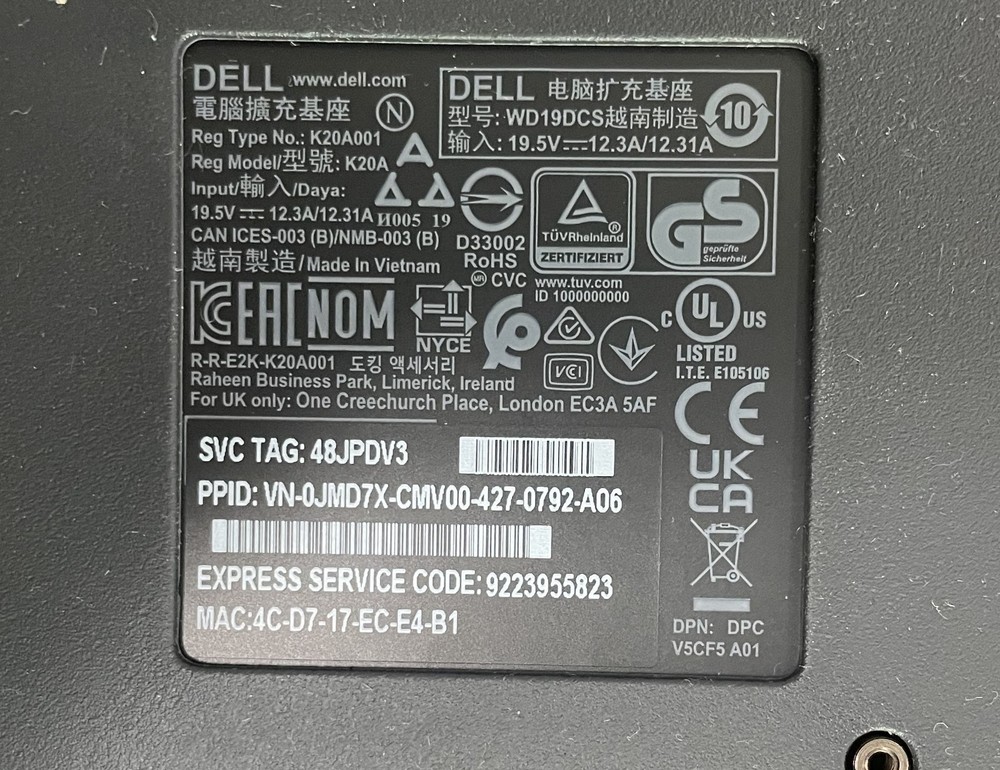 DELL www.dell.com
電腦擴充基座 N
Reg Type No.: K20A001
Reg Model/型號: K20A
Input/輸入/Daya:
19.5V⎓12.3A/12.31A
И005 19
CAN ICES-003 (B)/NMB-003 (B)
越南製造/Made In Vietnam
DELL 电脑扩充基座
型号: WD19DCS越南制造
输入: 19.5V⎓12.3A/12.31A
10
D33002
RoHS
MR CVC
TÜVRheinland®
ZERTIFIZIERT
www.tuv.com
ID 1000000000
GS
geprüfte
Sicherheit
KC EAC NOM
NYCE
VCI
C UL US
LISTED
I.T.E. E105106
R-R-E2K-K20A001 도킹 액세서리
Raheen Business Park, Limerick, Ireland
For UK only: One Creechurch Place, London EC3A 5AF
CE
UK
CA
SVC TAG: 48JPDV3
PPID: VN-0JMD7X-CMV00-427-0792-A06
EXPRESS SERVICE CODE: 9223955823
MAC:4C-D7-17-EC-E4-B1
DPN: DPC
V5CF5 A01